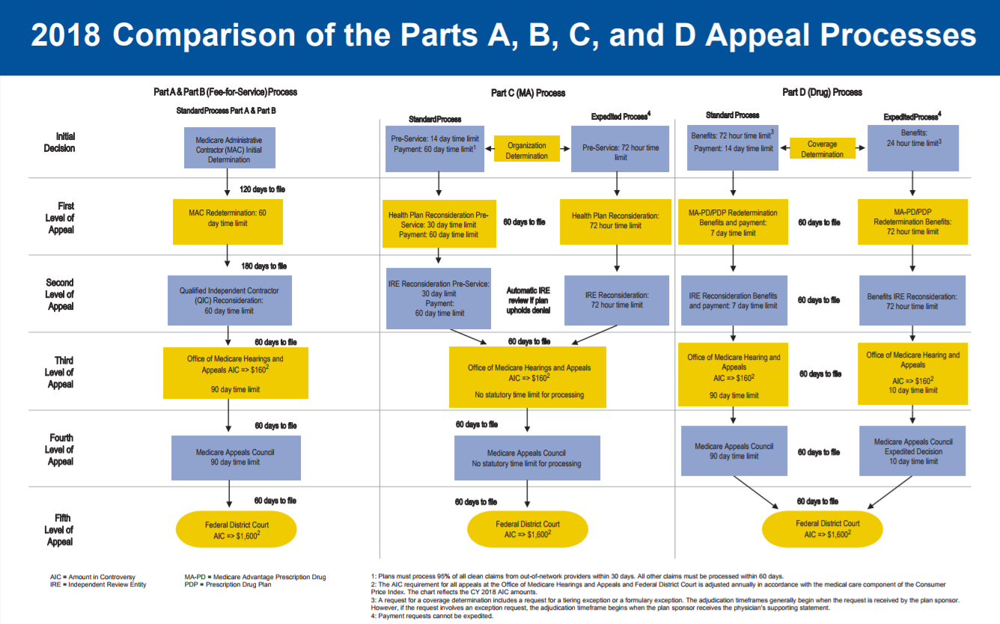 2018 Comparison of the Parts A, B, C, and D Appeal Processes
Part A & Part B (Fee-for-Service) Process
Standard Process Part A & Part B
Part C (MA) Process
Standard Process
Expedited Process4
Part D (Drug) Process
Standard Process
Expedited Process4
Initial
Decision
Medicare Administrative
Contractor (MAC) Initial
Determination
Pre-Service: 14 day time limit
Payment: 60 day time limit1
Organization
Determination
Pre-Service: 72 hour time
limit
Benefits: 72 hour time limit3
Payment: 14 day time limit
Coverage
Determination
Benefits:
24 hour time limit3
120 days to file
First
Level of
Appeal
MAC Redetermination: 60
day time limit
Health Plan Reconsideration Pre-
Service: 30 day time limit
Payment: 60 day time limit
60 days to file
Health Plan Reconsideration:
72 hour time limit
MA-PD/PDP Redetermination
Benefits and payment:
7 day time limit
60 days to file
MA-PD/PDP
Redetermination Benefits:
72 hour time limit
180 days to file
Second
Level of
Appeal
Qualified Independent Contractor
(QIC) Reconsideration:
60 day time limit
IRE Reconsideration Pre-Service:
30 day limit
Payment:
60 day time limit
Automatic IRE
review if plan
upholds denial
IRE Reconsideration:
72 hour time limit
IRE Reconsideration Benefits
and payment: 7 day time limit
60 days to file
Benefits IRE Reconsideration:
72 hour time limit
60 days to file
60 days to file
Third
Level of
Appeal
Office of Medicare Hearings and
Appeals AIC => $1602
90 day time limit
Office of Medicare Hearings and Appeals
AIC => $1602
No statutory time limit for processing
Office of Medicare Hearing and
Appeals
AIC => $1602
90 day time limit
60 days to file
Office of Medicare Hearing and
Appeals
AIC => $1602
10 day time limit
60 days to file
60 days to file
Fourth
Level of
Appeal
Medicare Appeals Council
90 day time limit
Medicare Appeals Council
No statutory time limit for processing
Medicare Appeals Council
90 day time limit
60 days to file
Medicare Appeals Council
Expedited Decision
10 day time limit
60 days to file
60 days to file
60 days to file
Fifth
Level of
Appeal
Federal District Court
AIC => $1,6002
Federal District Court
AIC => $1,6002
Federal District Court
AIC => $1,6002
AIC = Amount in Controversy
IRE = Independent Review Entity
MA-PD = Medicare Advantage Prescription Drug
PDP = Prescription Drug Plan
1: Plans must process 95% of all clean claims from out-of-network providers within 30 days. All other claims must be processed within 60 days.
2: The AIC requirement for all appeals at the Office of Medicare Hearings and Appeals and Federal District Court is adjusted annually in accordance with the medical care component of the Consumer
Price Index. The chart reflects the CY 2018 AIC amounts.
3: A request for a coverage determination includes a request for a tiering exception or a formulary exception. The adjudication timeframes generally begin when the request is received by the plan sponsor.
However, if the request involves an exception request, the adjudication timeframe begins when the plan sponsor receives the physician's supporting statement.
4: Payment requests cannot be expedited.